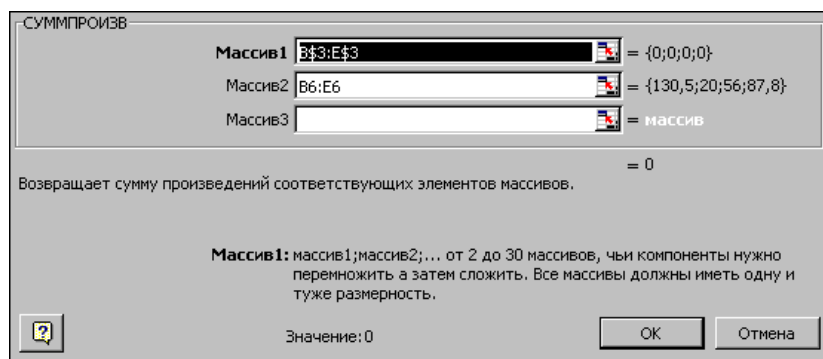 СУММПРОИЗВ
Массив1 B$3:E$3 = {0;0;0;0}
Массив2 B6:E6 = {130,5;20;56;87,8}
Массив3 = массив
= 0
Возвращает сумму произведений соответствующих элементов массивов.
Массив1: массив1;массив2;... от 2 до 30 массивов, чьи компоненты нужно
перемножить а затем сложить. Все массивы должны иметь одну и
туже размерность.
? Значение:0 OK Отмена